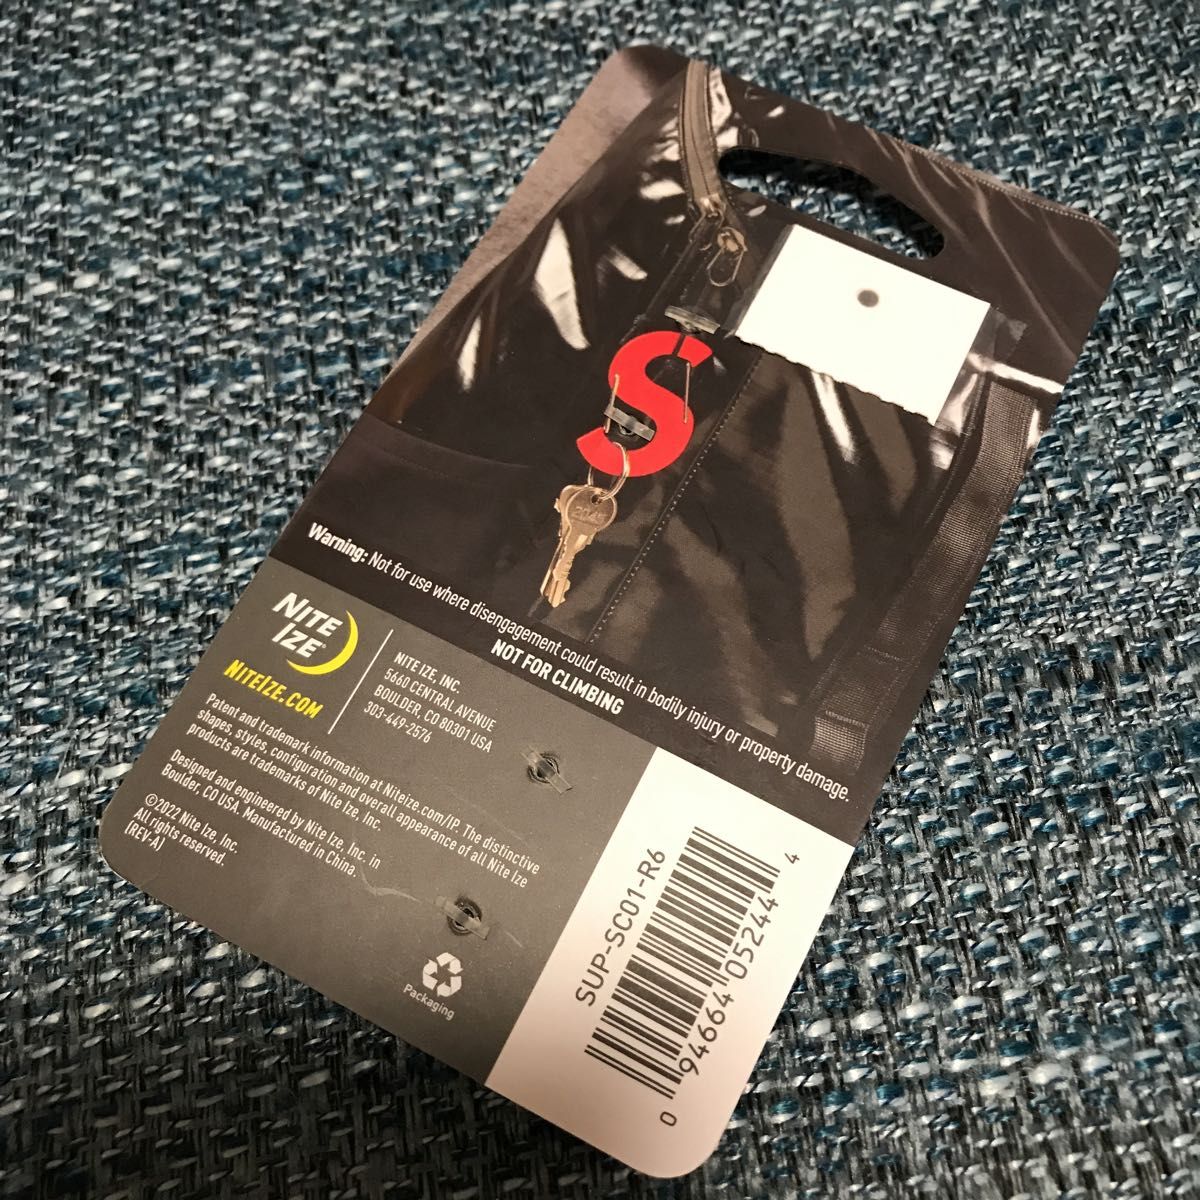 S
2043
Warning: Not for use where disengagement could result in bodily injury or property damage.
NOT FOR CLIMBING
NITE
IZE®
NITEIZE.COM
NITE IZE, INC.
5660 CENTRAL AVENUE
BOULDER, CO 80301 USA
303-449-2576
Patent and trademark information at Niteize.com/IP. The distinctive
shapes, styles, configuration and overall appearance of all Nite Ize
products are trademarks of Nite Ize, Inc.
Designed and engineered by Nite Ize, Inc. in
Boulder, CO USA. Manufactured in China.
©2022 Nite Ize, Inc.
All rights reserved.
[REV-A]
Packaging
SUP-SC01-R6
0 94664 05244 4